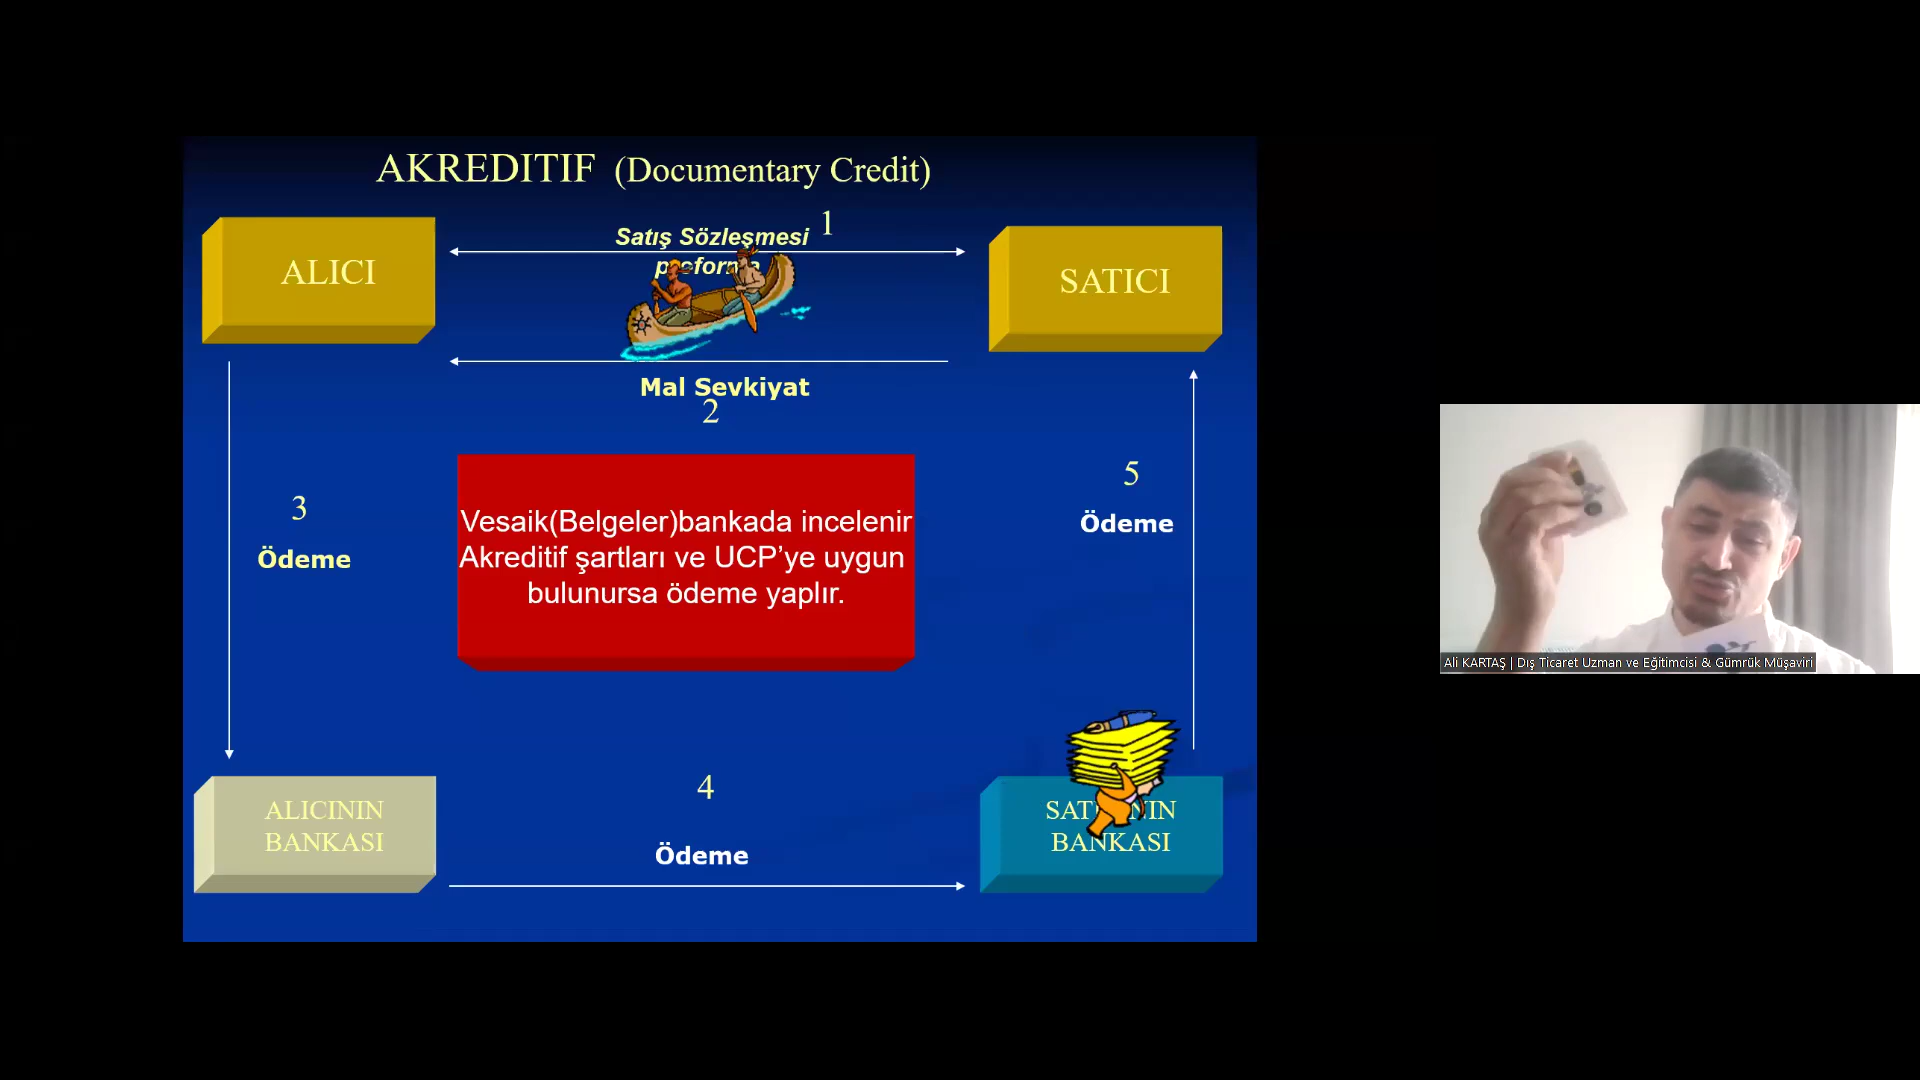 AKREDITIF (Documentary Credit)
1
Satış Sözleşmesi
proforma
ALICI
SATICI
Mal Sevkiyat
2
3
Ödeme
Vesaik(Belgeler)bankada incelenir
Akreditif şartları ve UCP’ye uygun
bulunursa ödeme yaplır.
5
Ödeme
ALICININ
BANKASI
4
Ödeme
SATICININ
BANKASI
Ali KARTAŞ | Dış Ticaret Uzman ve Eğitimcisi & Gümrük Müşaviri